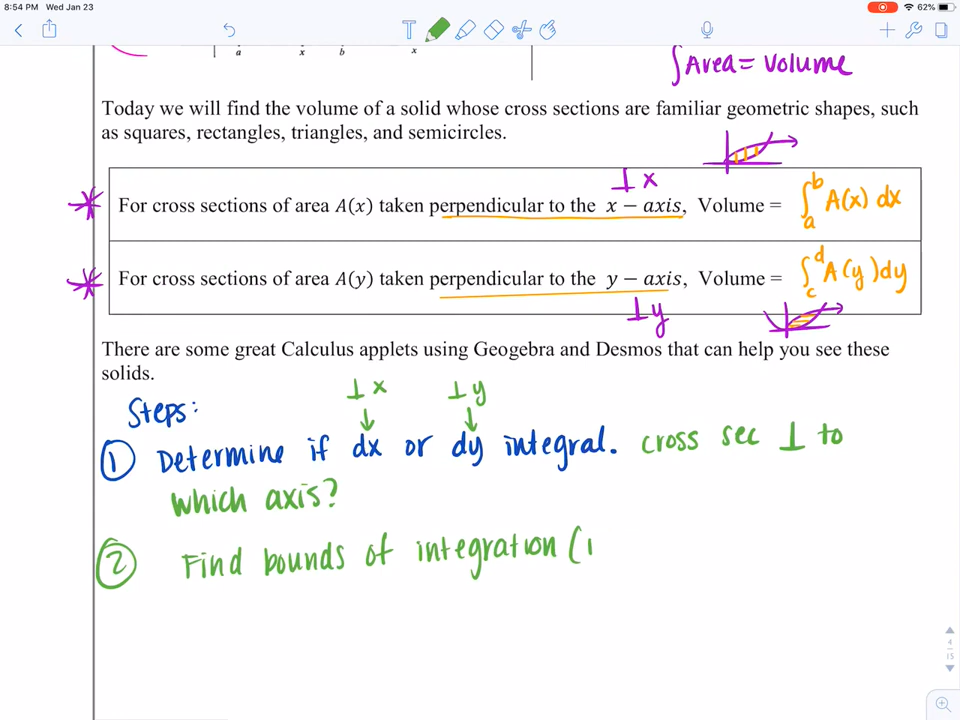 8:54 PM Wed Jan 23
62%
T
a x b x
∫Area = Volume
Today we will find the volume of a solid whose cross sections are familiar geometric shapes, such
as squares, rectangles, triangles, and semicircles.
⊥ x
For cross sections of area A(x) taken perpendicular to the x − axis, Volume = ∫_a^b A(x) dx
For cross sections of area A(y) taken perpendicular to the y − axis, Volume = ∫_c^d A(y) dy
⊥ y
There are some great Calculus applets using Geogebra and Desmos that can help you see these
solids.
⊥ x ⊥ y
Steps: ↓ ↓
① Determine if dx or dy integral. cross sec ⊥ to
which axis?
② Find bounds of integration (
4
15